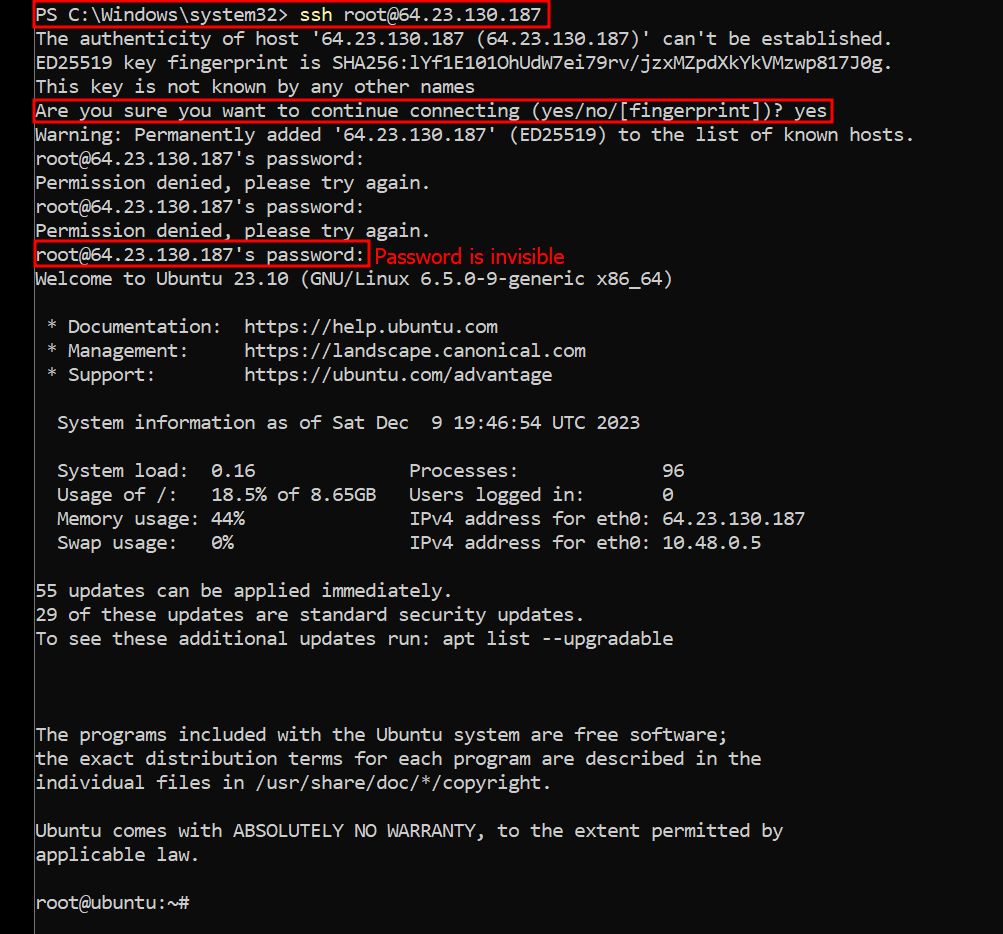 PS C:\Windows\system32> ssh root@64.23.130.187
The authenticity of host '64.23.130.187 (64.23.130.187)' can't be established.
ED25519 key fingerprint is SHA256:lYf1E101OhUdW7ei79rv/jzxMZpdXkYkVMzwp817J0g.
This key is not known by any other names
Are you sure you want to continue connecting (yes/no/[fingerprint])? yes
Warning: Permanently added '64.23.130.187' (ED25519) to the list of known hosts.
root@64.23.130.187's password:
Permission denied, please try again.
root@64.23.130.187's password:
Permission denied, please try again.
root@64.23.130.187's password: Password is invisible
Welcome to Ubuntu 23.10 (GNU/Linux 6.5.0-9-generic x86_64)
* Documentation:  https://help.ubuntu.com
* Management:     https://landscape.canonical.com
* Support:        https://ubuntu.com/advantage
System information as of Sat Dec  9 19:46:54 UTC 2023
System load:  0.16              Processes:             96
Usage of /:   18.5% of 8.65GB   Users logged in:       0
Memory usage: 44%               IPv4 address for eth0: 64.23.130.187
Swap usage:   0%                IPv4 address for eth0: 10.48.0.5
55 updates can be applied immediately.
29 of these updates are standard security updates.
To see these additional updates run: apt list --upgradable
The programs included with the Ubuntu system are free software;
the exact distribution terms for each program are described in the
individual files in /usr/share/doc/*/copyright.
Ubuntu comes with ABSOLUTELY NO WARRANTY, to the extent permitted by
applicable law.
root@ubuntu:~#